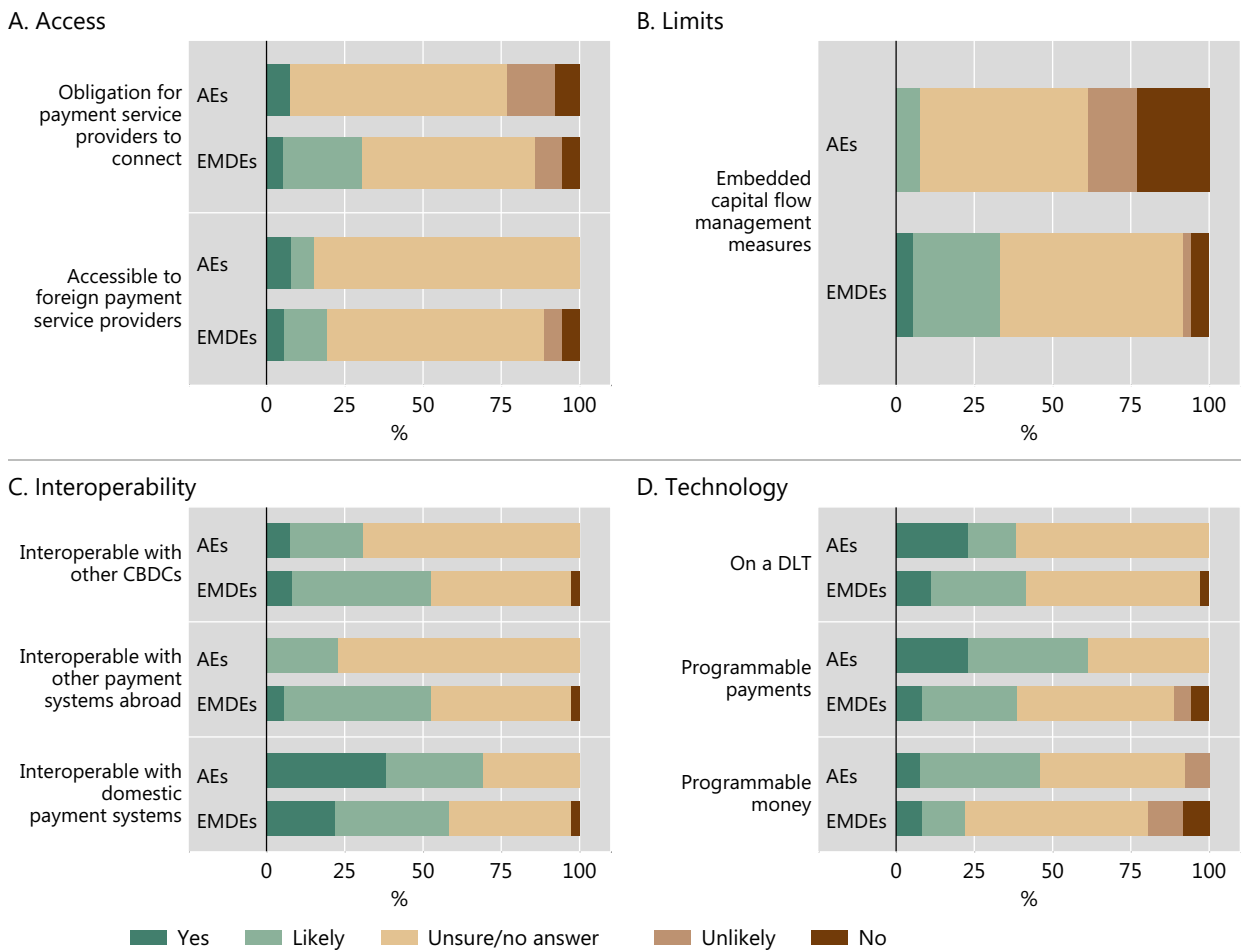 A. Access
Obligation for
payment service
providers to
connect
AEs
EMDEs
Accessible to
foreign payment
service providers
AEs
EMDEs
0 25 50 75 100
%
B. Limits
Embedded
capital flow
management
measures
AEs
EMDEs
0 25 50 75 100
%
C. Interoperability
Interoperable with
other CBDCs
AEs
EMDEs
Interoperable with
other payment
systems abroad
AEs
EMDEs
Interoperable with
domestic
payment systems
AEs
EMDEs
0 25 50 75 100
%
D. Technology
On a DLT
AEs
EMDEs
Programmable
payments
AEs
EMDEs
Programmable
money
AEs
EMDEs
0 25 50 75 100
%
Yes Likely Unsure/no answer Unlikely No